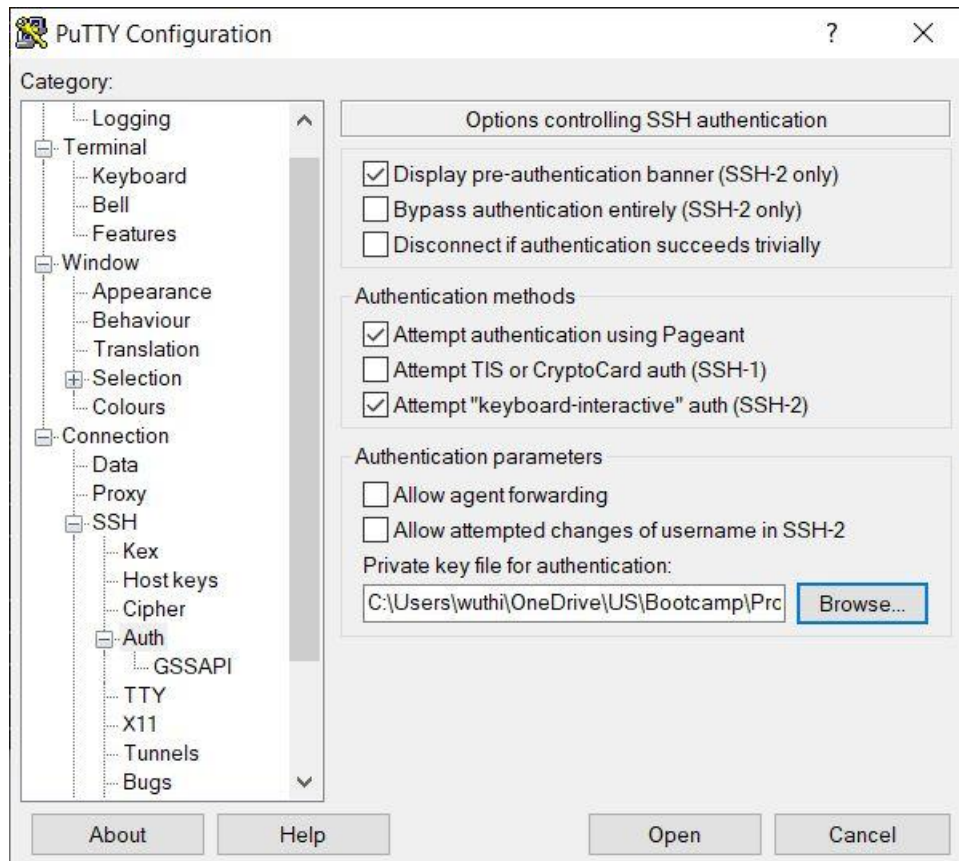 PuTTY Configuration
?
Category:
Logging
Terminal
Keyboard
Bell
Features
Window
Appearance
Behaviour
Translation
Selection
Colours
Connection
Data
Proxy
SSH
Kex
Host keys
Cipher
Auth
GSSAPI
TTY
X11
Tunnels
Bugs
Options controlling SSH authentication
Display pre-authentication banner (SSH-2 only)
Bypass authentication entirely (SSH-2 only)
Disconnect if authentication succeeds trivially
Authentication methods
Attempt authentication using Pageant
Attempt TIS or CryptoCard auth (SSH-1)
Attempt "keyboard-interactive" auth (SSH-2)
Authentication parameters
Allow agent forwarding
Allow attempted changes of username in SSH-2
Private key file for authentication:
C:\Users\wuthi\OneDrive\US\Bootcamp\Prc Browse...
About Help Open Cancel